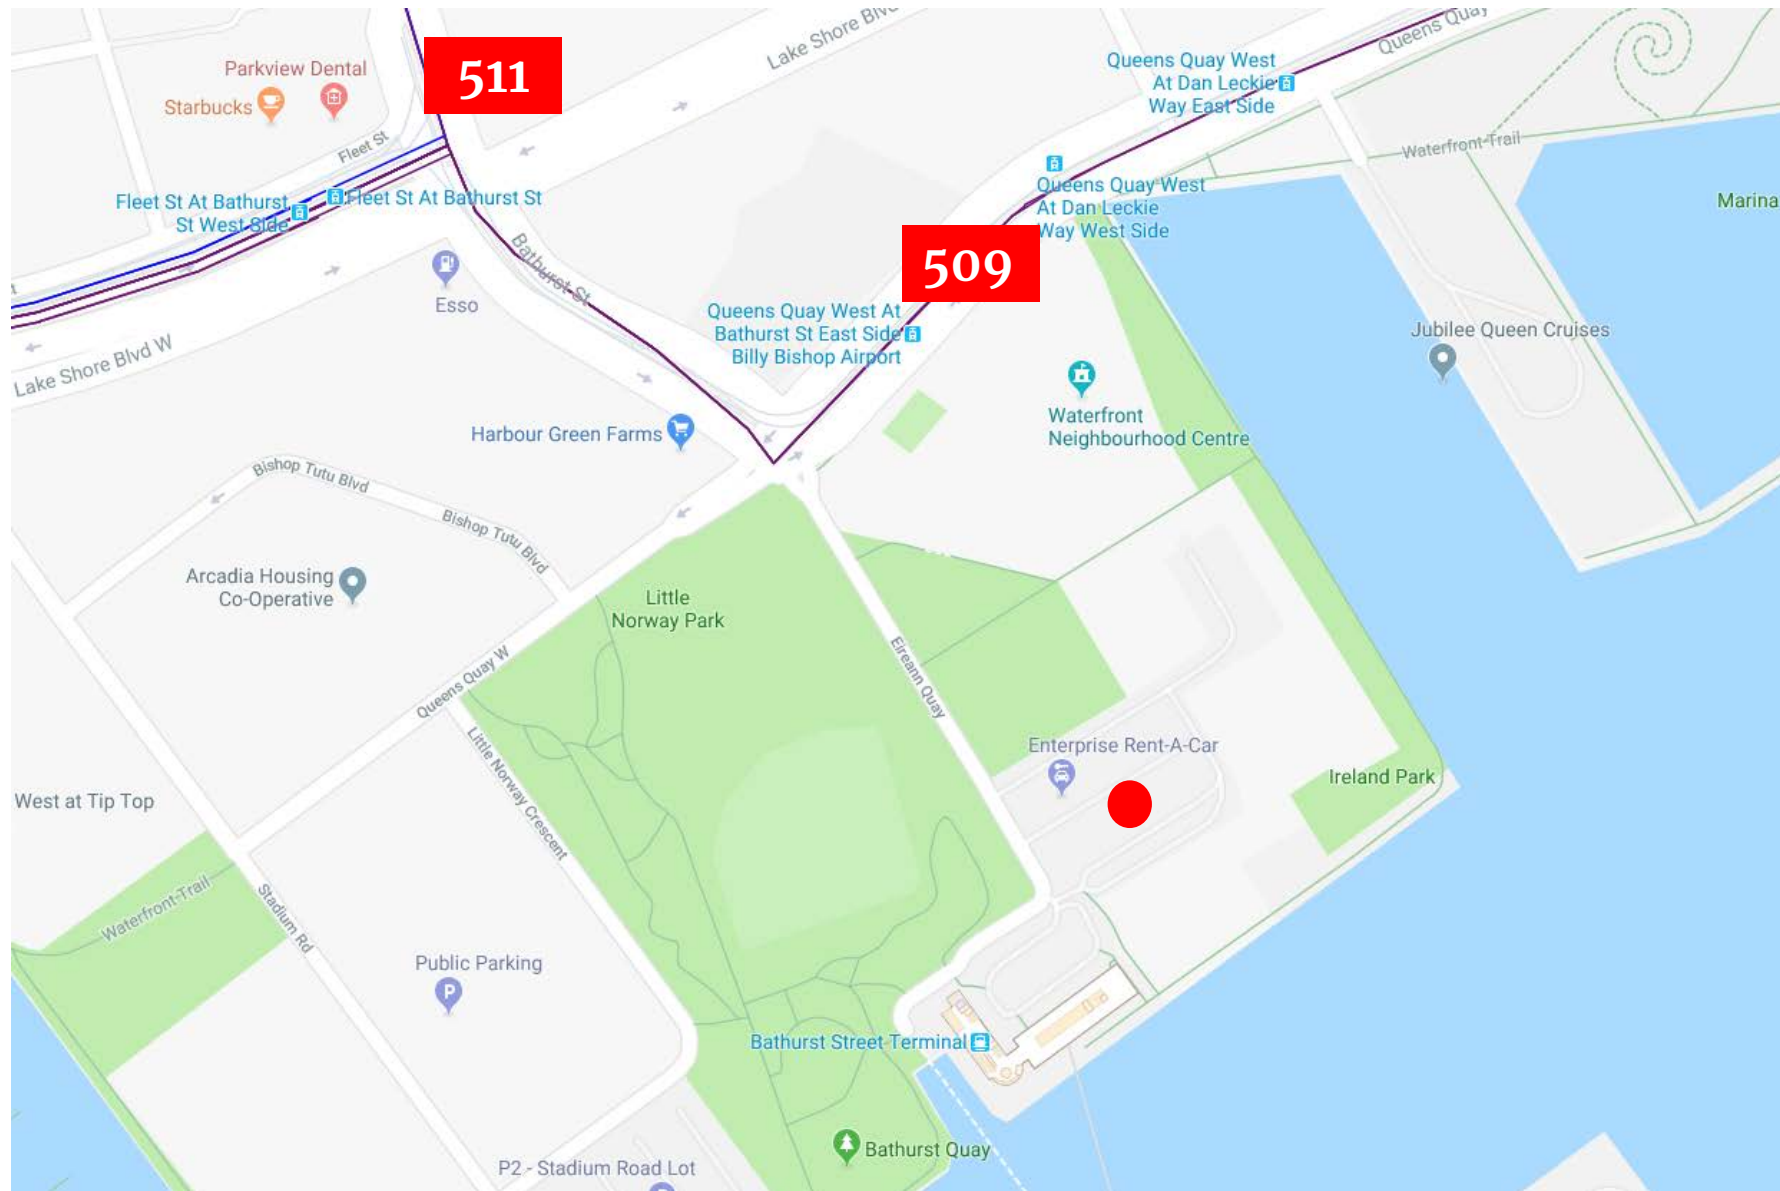 Lake Shore Blvd
Queens Quay
511
Parkview Dental
Starbucks
Queens Quay West
At Dan Leckie
Way East Side
Fleet St
Waterfront-Trail
Fleet St At Bathurst
St West Side
Fleet St At Bathurst St
Queens Quay West
At Dan Leckie
Way West Side
Marina
Bathurst St
509
Esso
Queens Quay West At
Bathurst St East Side
Billy Bishop Airport
Jubilee Queen Cruises
Lake Shore Blvd W
Waterfront
Neighbourhood Centre
Harbour Green Farms
Bishop Tutu Blvd
Bishop Tutu Blvd
Arcadia Housing
Co-Operative
Little
Norway Park
Eireann Quay
Queens Quay W
Little Norway Crescent
Enterprise Rent-A-Car
Ireland Park
West at Tip Top
Waterfront-Trail
Stadium Rd
Public Parking
P
Bathurst Street Terminal
Bathurst Quay
P2 - Stadium Road Lot